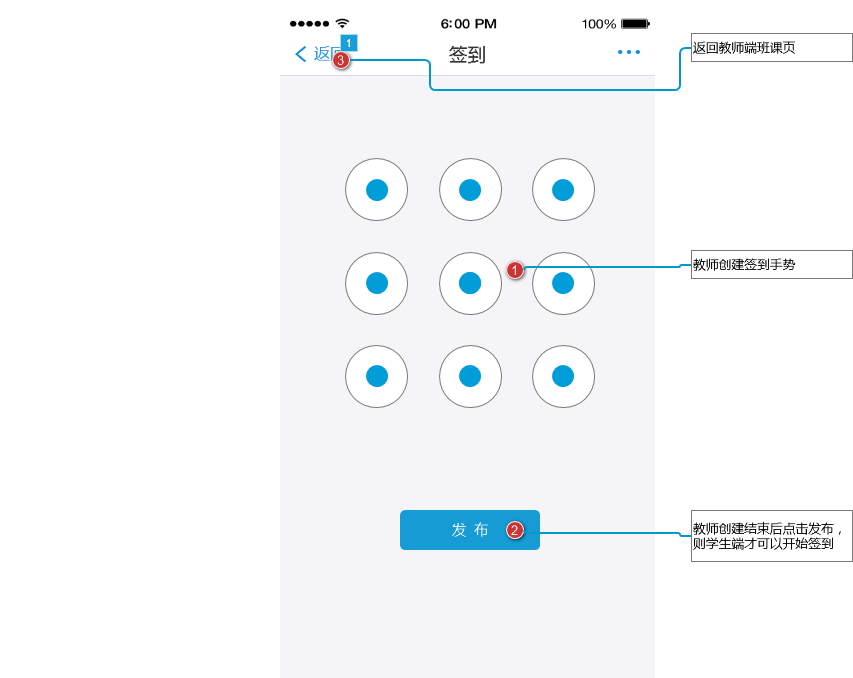 6:00 PM
100%
返回
1
3
签到
返回教师端班课页
1
教师创建签到手势
发 布
2
教师创建结束后点击发布，
则学生端才可以开始签到